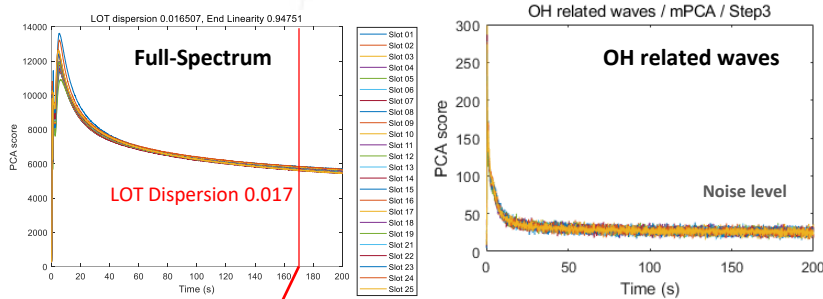 LOT dispersion 0.016507, End Linearity 0.94751
14000
12000
10000
8000
6000
4000
2000
0
PCA score
Full-Spectrum
LOT Dispersion 0.017
0 20 40 60 80 100 120 140 160 180 200
Time (s)
Slot 01
Slot 02
Slot 03
Slot 04
Slot 05
Slot 06
Slot 07
Slot 08
Slot 09
Slot 10
Slot 11
Slot 12
Slot 13
Slot 14
Slot 15
Slot 16
Slot 17
Slot 18
Slot 19
Slot 20
Slot 21
Slot 22
Slot 23
Slot 24
Slot 25
OH related waves / mPCA / Step3
300
250
200
150
100
50
0
PCA score
OH related waves
Noise level
0 50 100 150 200
Time (s)